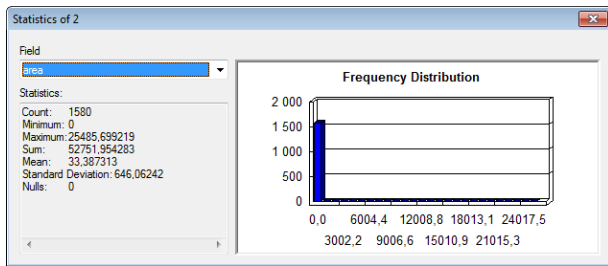 Statistics of 2
Field
area
Statistics:
Count: 1580
Minimum: 0
Maximum: 25485,699219
Sum: 52751,954283
Mean: 33,387313
Standard Deviation: 646,06242
Nulls: 0
Frequency Distribution
2 000
1 500
1 000
500
0
0,0 6004,4 12008,8 18013,1 24017,5
3002,2 9006,6 15010,9 21015,3